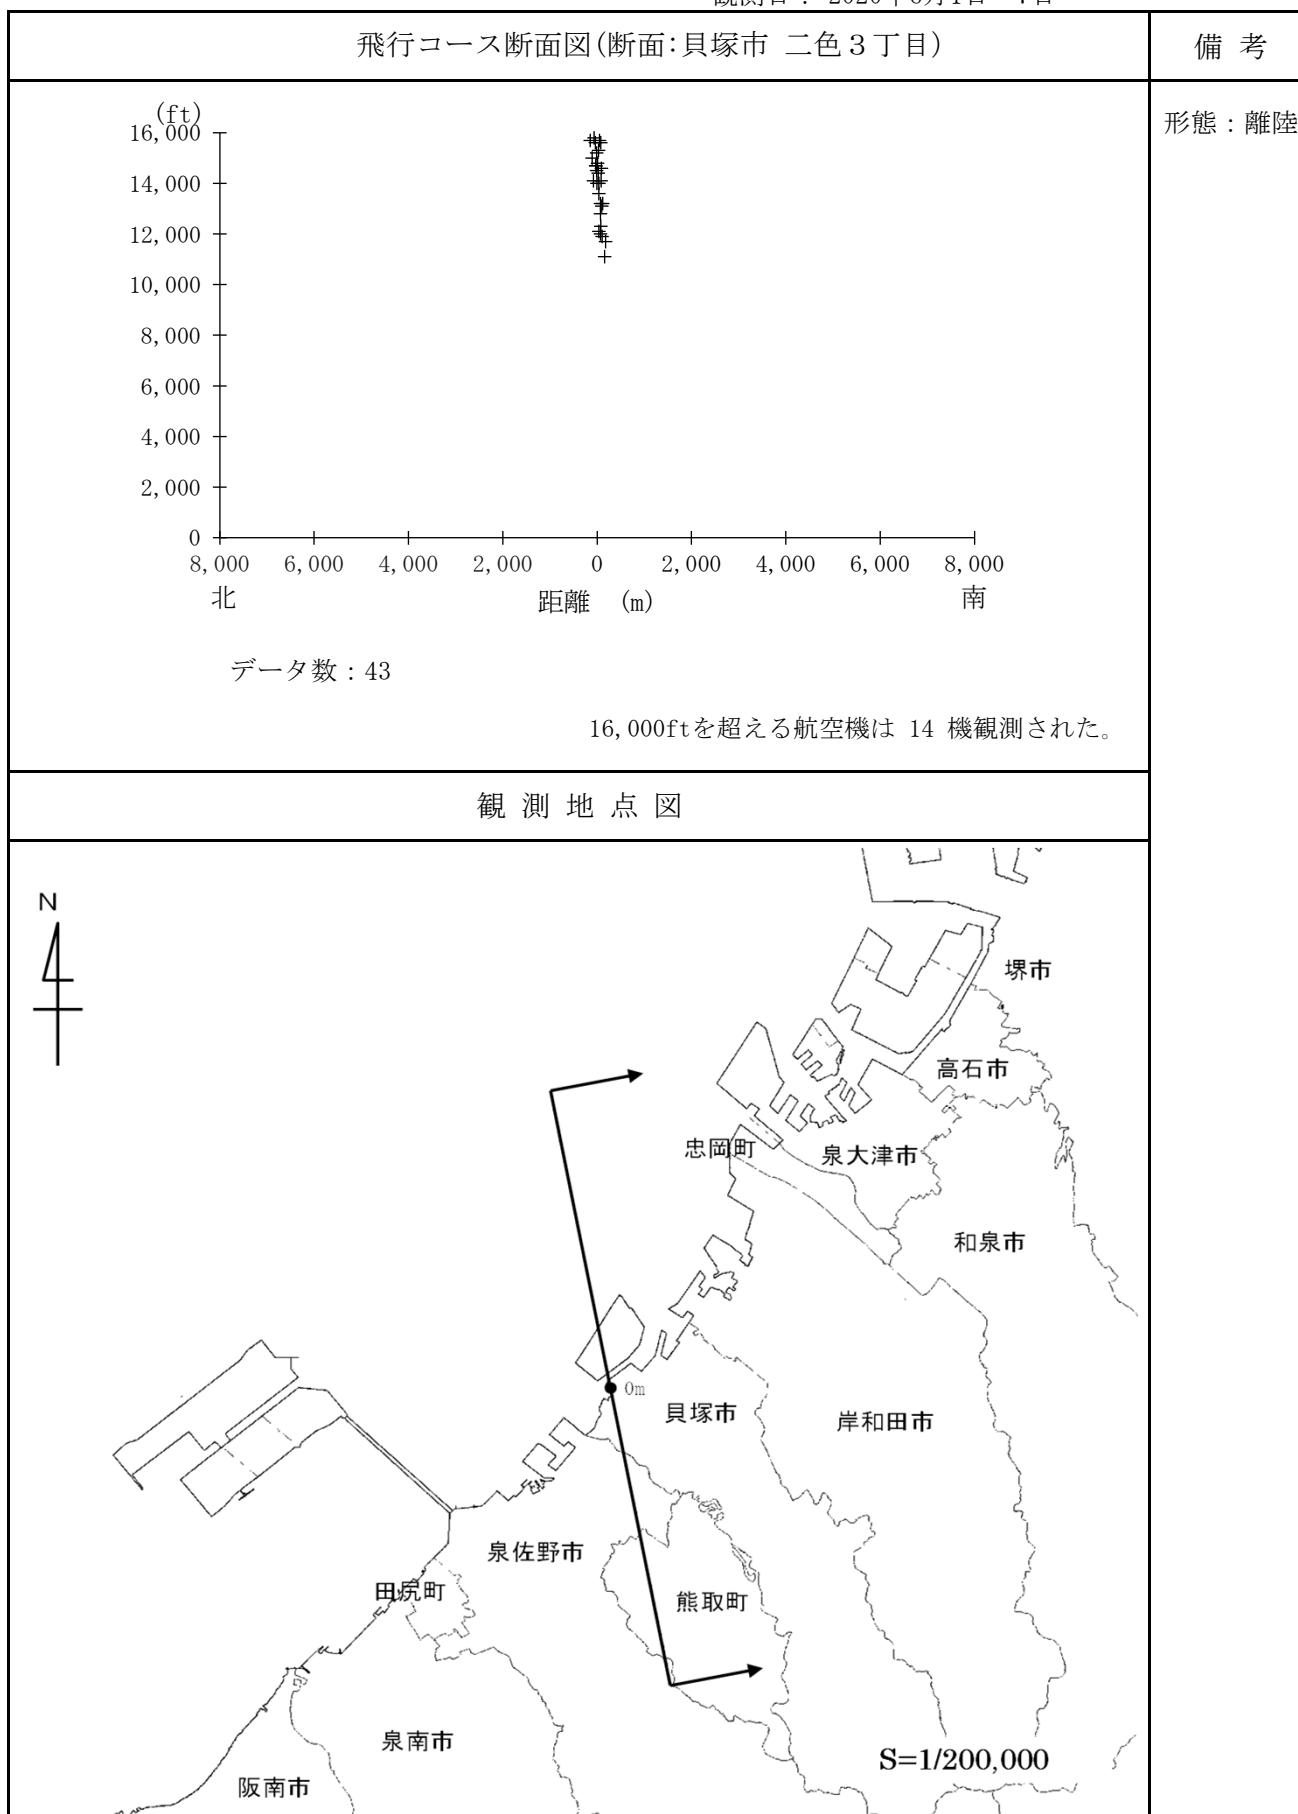 飛行コース断面図(断面:貝塚市 二色３丁目)
備 考
(ft)
形態：離陸
16,000
14,000
12,000
10,000
8,000
6,000
4,000
2,000
0
8,000 6,000 4,000 2,000 0 2,000 4,000 6,000 8,000
北 距離 (m) 南
データ数：43
16,000ftを超える航空機は 14 機観測された。
観 測 地 点 図
N
堺市
高石市
忠岡町
泉大津市
和泉市
0m
貝塚市
岸和田市
泉佐野市
田尻町
熊取町
泉南市
S=1/200,000
阪南市